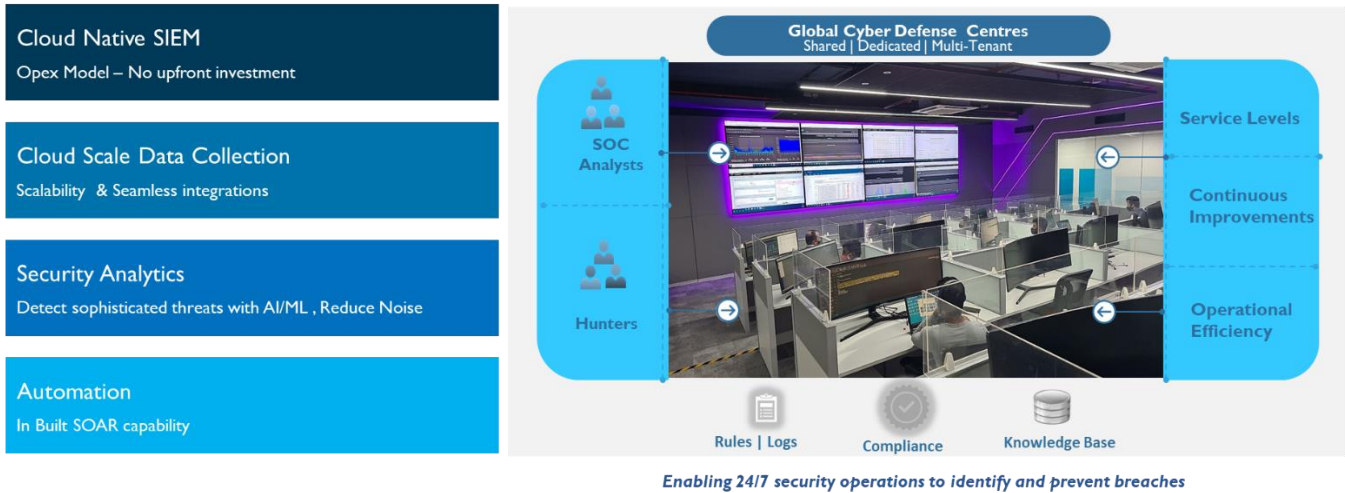 Cloud Native SIEM
Opex Model – No upfront investment
Cloud Scale Data Collection
Scalability & Seamless integrations
Security Analytics
Detect sophisticated threats with AI/ML , Reduce Noise
Automation
In Built SOAR capability
Global Cyber Defense Centres
Shared | Dedicated | Multi-Tenant
SOC
Analysts
Hunters
Service Levels
Continuous
Improvements
Operational
Efficiency
Rules | Logs
Compliance
Knowledge Base
Enabling 24/7 security operations to identify and prevent breaches